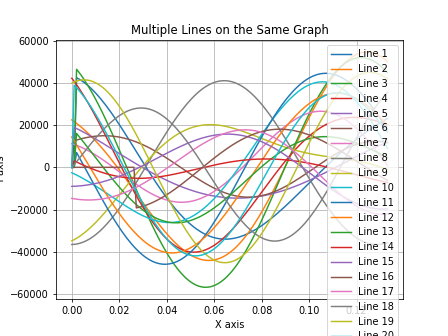 Multiple Lines on the Same Graph
60000
40000
20000
0
−20000
−40000
−60000
0.00
0.02
0.04
0.06
0.08
0.10
X axis
Line 1
Line 2
Line 3
Line 4
Line 5
Line 6
Line 7
Line 8
Line 9
Line 10
Line 11
Line 12
Line 13
Line 14
Line 15
Line 16
Line 17
Line 18
Line 19
Line 20